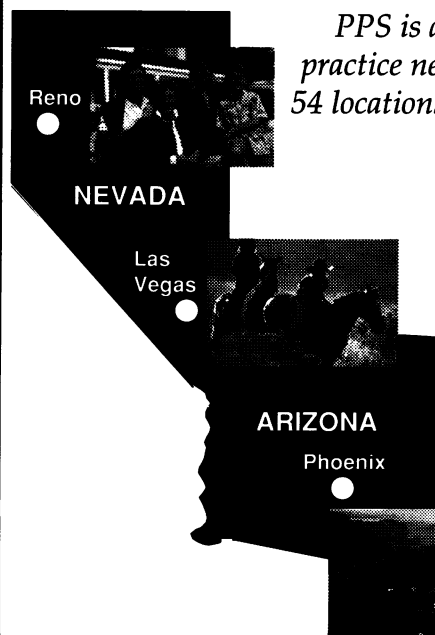 PPS is a
practice ne
54 location
Reno
NEVADA
Las
Vegas
ARIZONA
Phoenix